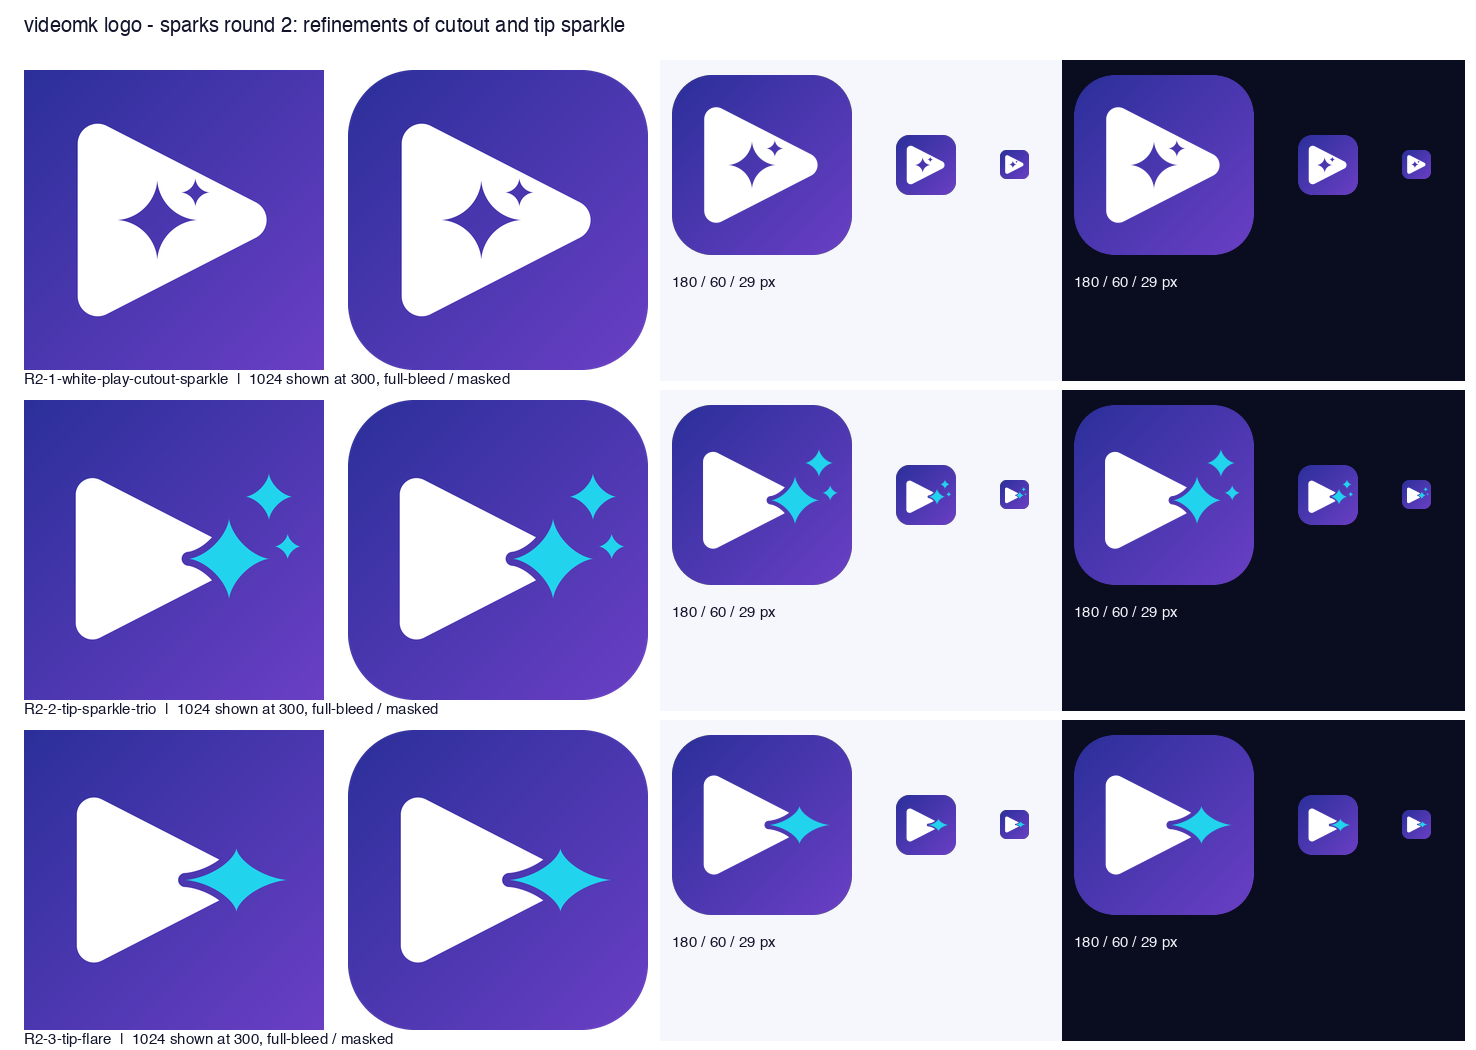 videomk logo - sparks round 2: refinements of cutout and tip sparkle
180 / 60 / 29 px
180 / 60 / 29 px
R2-1-white-play-cutout-sparkle | 1024 shown at 300, full-bleed / masked
180 / 60 / 29 px
180 / 60 / 29 px
R2-2-tip-sparkle-trio | 1024 shown at 300, full-bleed / masked
180 / 60 / 29 px
180 / 60 / 29 px
R2-3-tip-flare | 1024 shown at 300, full-bleed / masked